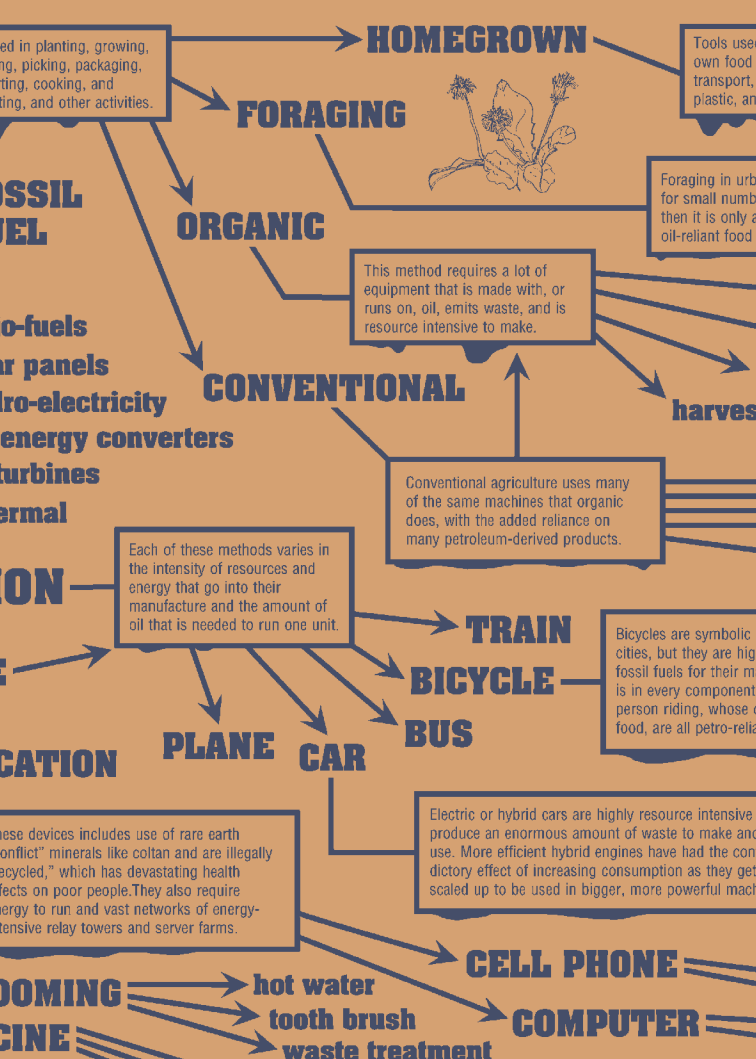 ed in planting, growing,
ng, picking, packaging,
ting, cooking, and
ting, and other activities.
HOMEGROWN
Tools used
own food
transport,
plastic, an
FORAGING
Foraging in urb
for small numb
then it is only a
oil-reliant food
OSSIL
UEL
ORGANIC
This method requires a lot of
equipment that is made with, or
runs on, oil, emits waste, and is
resource intensive to make.
o-fuels
ar panels
dro-electricity
energy converters
turbines
ermal
CONVENTIONAL
harves
Conventional agriculture uses many
of the same machines that organic
does, with the added reliance on
many petroleum-derived products.
ION
Each of these methods varies in
the intensity of resources and
energy that go into their
manufacture and the amount of
oil that is needed to run one unit.
E
TRAIN
BICYCLE
Bicycles are symbolic
cities, but they are hig
fossil fuels for their m
is in every component
person riding, whose c
food, are all petro-relia
BUS
PLANE
CAR
CATION
hese devices includes use of rare earth
onflict" minerals like coltan and are illegally
ecycled," which has devastating health
ffects on poor people.They also require
nergy to run and vast networks of energy-
tensive relay towers and server farms.
Electric or hybrid cars are highly resource intensive
produce an enormous amount of waste to make and
use. More efficient hybrid engines have had the con
dictory effect of increasing consumption as they get
scaled up to be used in bigger, more powerful mach
CELL PHONE
COMPUTER
OOMING
hot water
tooth brush
waste treatment
CINE